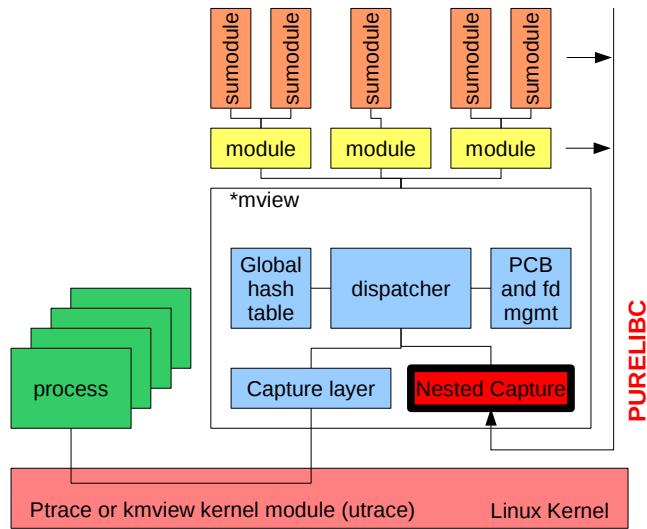 sumodule
sumodule
sumodule
sumodule
sumodule
module
module
module
*mview
Global
hash
table
dispatcher
PCB
and fd
mgmt
process
Capture layer
Nested Capture
PURELIBC
Ptrace or kmview kernel module (utrace)
Linux Kernel